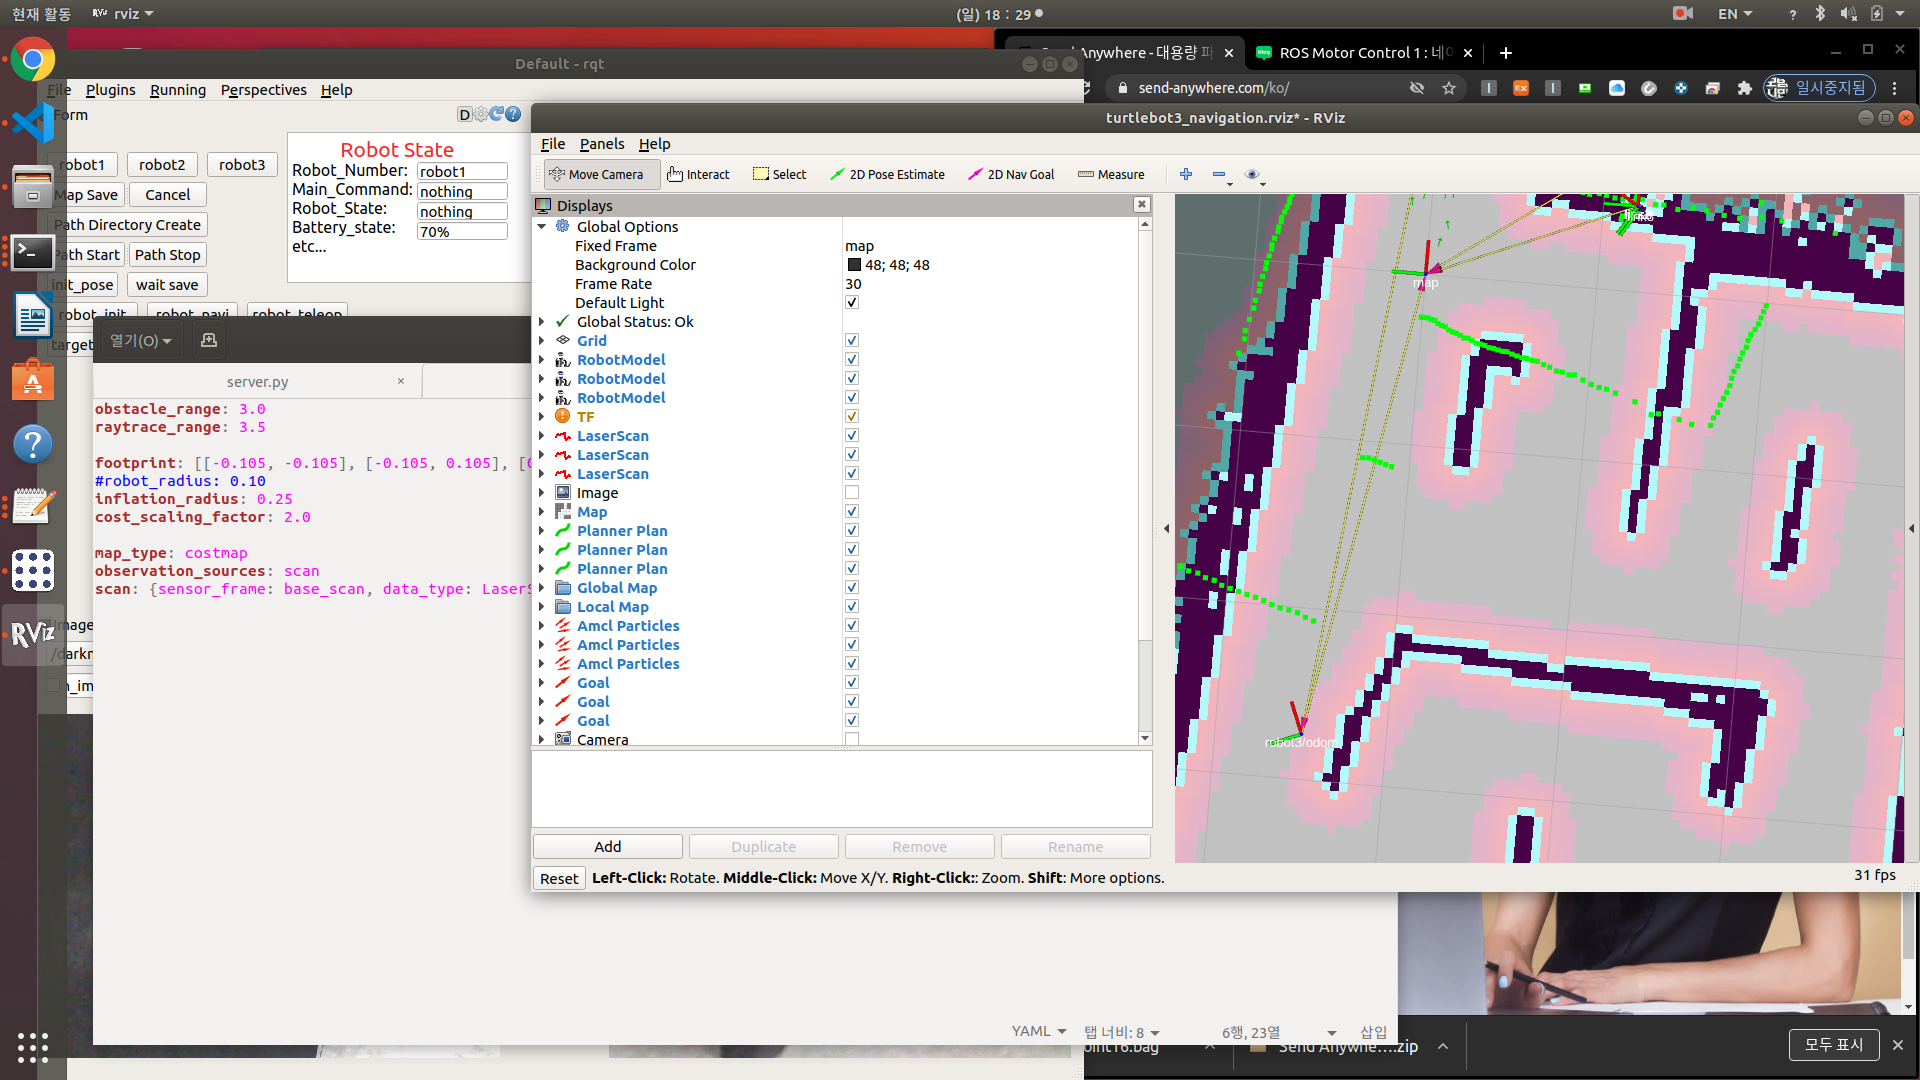 현재 활동
RViz rviz
(일) 18 : 29
EN
Default - rqt
File Plugins Running Perspectives Help
Form
D
robot1 robot2 robot3
Map Save Cancel
Path Directory Create
Path Start Path Stop
init_pose wait save
robot_init robot_navi robot_teleop
target
Robot State
Robot_Number: robot1
Main_Command: nothing
Robot_State: nothing
Battery_state: 70%
etc...
Anywhere - 대용량 파
ROS Motor Control 1 : 네이
send-anywhere.com/ko/
일시중지됨
열기(O)
server.py
obstacle_range: 3.0
raytrace_range: 3.5
footprint: [[-0.105, -0.105], [-0.105, 0.105],
#robot_radius: 0.10
inflation_radius: 0.25
cost_scaling_factor: 2.0
map_type: costmap
observation_sources: scan
scan: {sensor_frame: base_scan, data_type: LaserS
YAML 탭 너비: 8 6행, 23열 삽입
turtlebot3_navigation.rviz* - RViz
File Panels Help
Move Camera Interact Select 2D Pose Estimate 2D Nav Goal Measure
Displays
Global Options
Fixed Frame map
Background Color 48; 48; 48
Frame Rate 30
Default Light
Global Status: Ok
Grid
RobotModel
RobotModel
RobotModel
TF
LaserScan
LaserScan
LaserScan
Image
Map
Planner Plan
Planner Plan
Planner Plan
Global Map
Local Map
Amcl Particles
Amcl Particles
Amcl Particles
Goal
Goal
Goal
Camera
Add Duplicate Remove Rename
Reset Left-Click: Rotate. Middle-Click: Move X/Y. Right-Click:: Zoom. Shift: More options.
31 fps
map
robot3/odom
RViz
Image
/darkn
Send Anywhe....zip
모두 표시